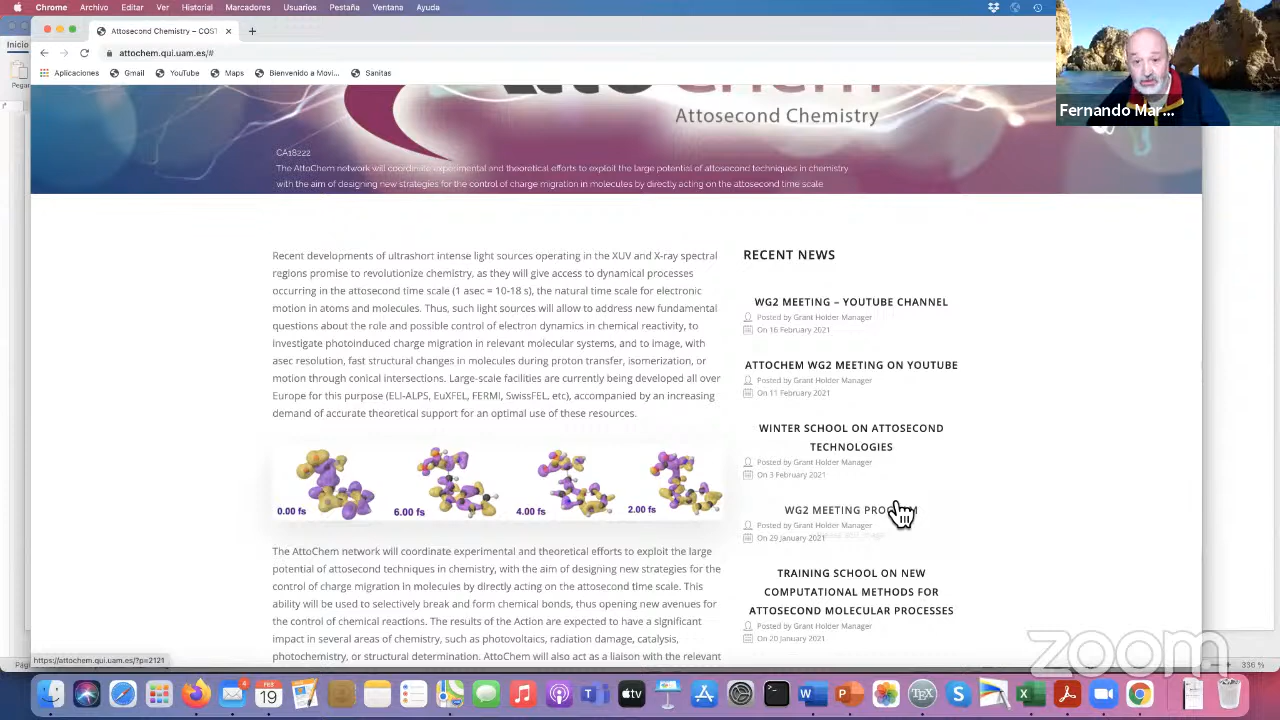 Chrome Archivo Editar Ver Historial Marcadores Usuarios Pestaña Ventana Ayuda
Inicio
Attosecond Chemistry – COST
attochem.qui.uam.es/#
Pegar
Aplicaciones Gmail YouTube Maps Bienvenido a Movi... Sanitas
Fernando Mar...
Attosecond Chemistry
CA18222
The AttoChem network will coordinate experimental and theoretical efforts to exploit the large potential of attosecond techniques in chemistry
with the aim of designing new strategies for the control of charge migration in molecules by directly acting on the attosecond time scale
Recent developments of ultrashort intense light sources operating in the XUV and X-ray spectral
regions promise to revolutionize chemistry, as they will give access to dynamical processes
occurring in the attosecond time scale (1 asec = 10-18 s), the natural time scale for electronic
motion in atoms and molecules. Thus, such light sources will allow to address new fundamental
questions about the role and possible control of electron dynamics in chemical reactivity, to
investigate photoinduced charge migration in relevant molecular systems, and to image, with
asec resolution, fast structural changes in molecules during proton transfer, isomerization, or
motion through conical intersections. Large-scale facilities are currently being developed all over
Europe for this purpose (ELI-ALPS, EuXFEL, FERMI, SwissFEL, etc), accompanied by an increasing
demand of accurate theoretical support for an optimal use of these resources.
0.00 fs 6.00 fs 4.00 fs 2.00 fs
The AttoChem network will coordinate experimental and theoretical efforts to exploit the large
potential of attosecond techniques in chemistry, with the aim of designing new strategies for the
control of charge migration in molecules by directly acting on the attosecond time scale. This
ability will be used to selectively break and form chemical bonds, thus opening new avenues for
the control of chemical reactions. The results of the Action are expected to have a significant
impact in several areas of chemistry, such as photovoltaics, radiation damage, catalysis,
photochemistry, or structural determination. AttoChem will also act as a liaison with the relevant
RECENT NEWS
WG2 MEETING – YOUTUBE CHANNEL
Posted by Grant Holder Manager
On 16 February 2021
ATTOCHEM WG2 MEETING ON YOUTUBE
Posted by Grant Holder Manager
On 11 February 2021
WINTER SCHOOL ON ATTOSECOND
TECHNOLOGIES
Posted by Grant Holder Manager
On 3 February 2021
WG2 MEETING
Posted by Grant Holder Manager
On 29 January 2021
TRAINING SCHOOL ON NEW
COMPUTATIONAL METHODS FOR
ATTOSECOND MOLECULAR PROCESSES
Posted by Grant Holder Manager
On 20 January 2021
https://attochem.qui.uam.es/?p=2121
zoom
336 %
4 FEB 19 tv TeX